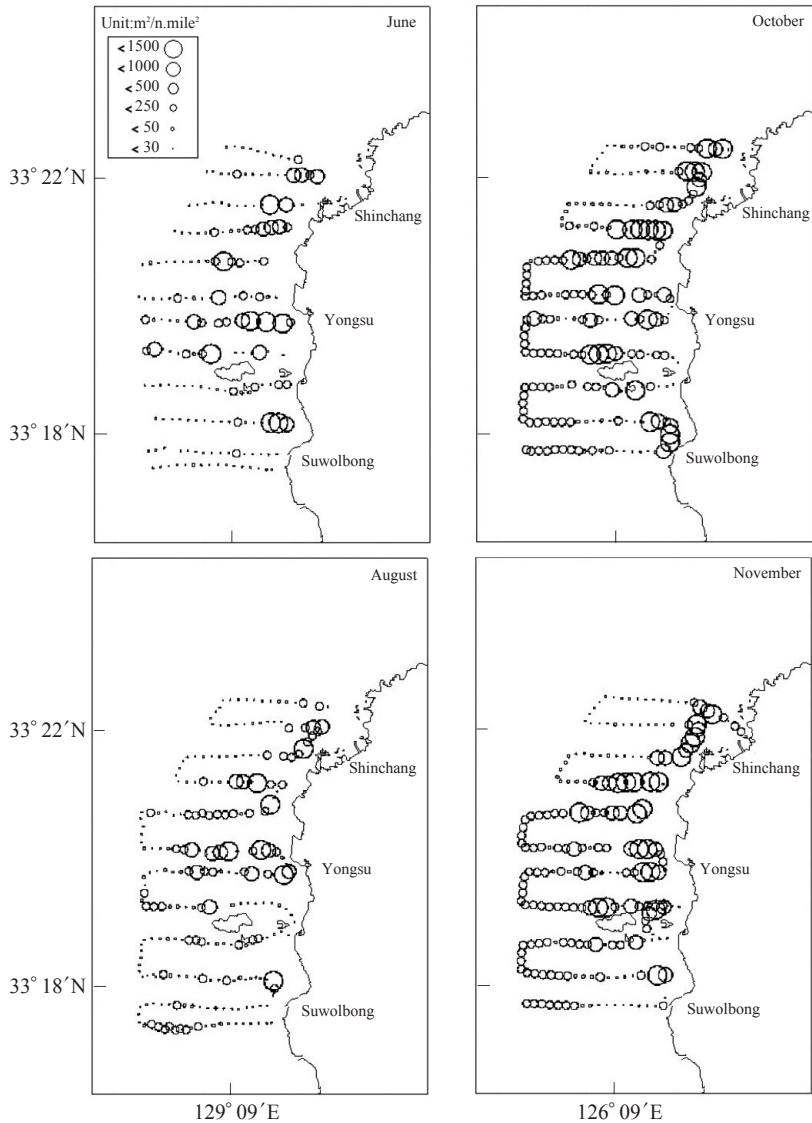 Unit:m²/n.mile²
< 1500
< 1000
< 500
< 250
< 50
< 30
June
October
33° 22′N
Shinchang
Shinchang
Yongsu
Yongsu
33° 18′N
Suwolbong
Suwolbong
August
November
33° 22′N
Shinchang
Shinchang
Yongsu
Yongsu
33° 18′N
Suwolbong
Suwolbong
129° 09′E
126° 09′E